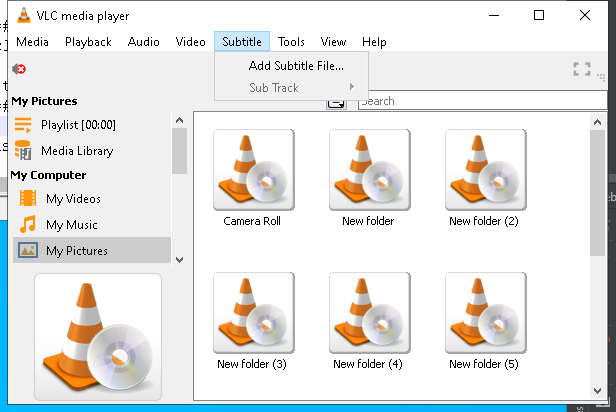 VLC media player
Media Playback Audio Video Subtitle Tools View Help
Add Subtitle File...
Sub Track
Search
My Pictures
Playlist [00:00]
Media Library
My Computer
My Videos
My Music
My Pictures
Camera Roll
New folder
New folder (2)
New folder (3)
New folder (4)
New folder (5)